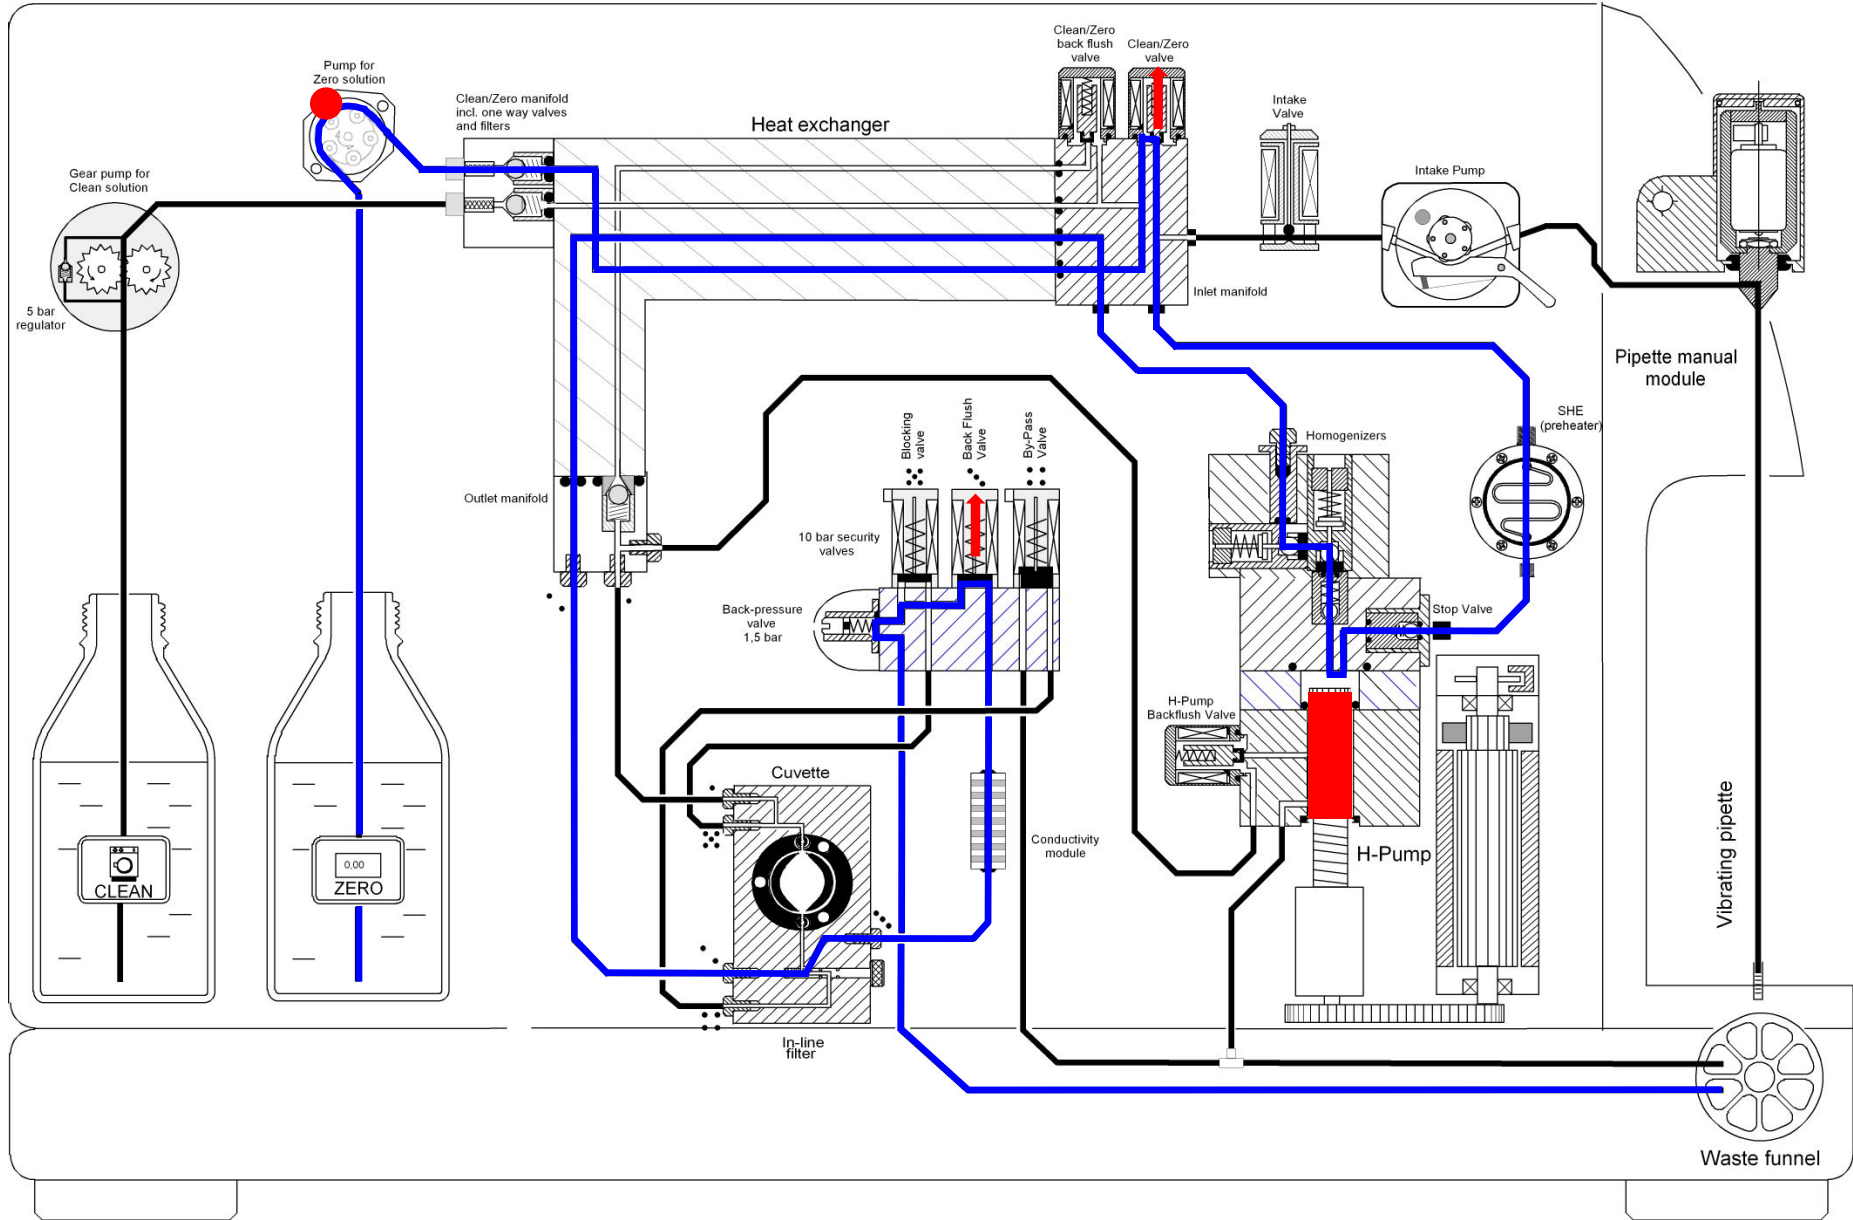 Clean/Zero
back flush
valve
Clean/Zero
valve
Pump for
Zero solution
Clean/Zero manifold
incl. one way valves
and filters
Heat exchanger
Intake
Valve
Gear pump for
Clean solution
Intake Pump
5 bar
regulator
Inlet manifold
Pipette manual
module
SHE
(preheater)
Blocking
valve
Back Flush
Valve
By-Pass
Valve
Homogenizers
Outlet manifold
10 bar security
valves
Back-pressure
valve
1,5 bar
Stop Valve
H-Pump
Backflush Valve
Cuvette
Conductivity
module
H-Pump
CLEAN
0,00
ZERO
Vibrating pipette
In-line
filter
Waste funnel